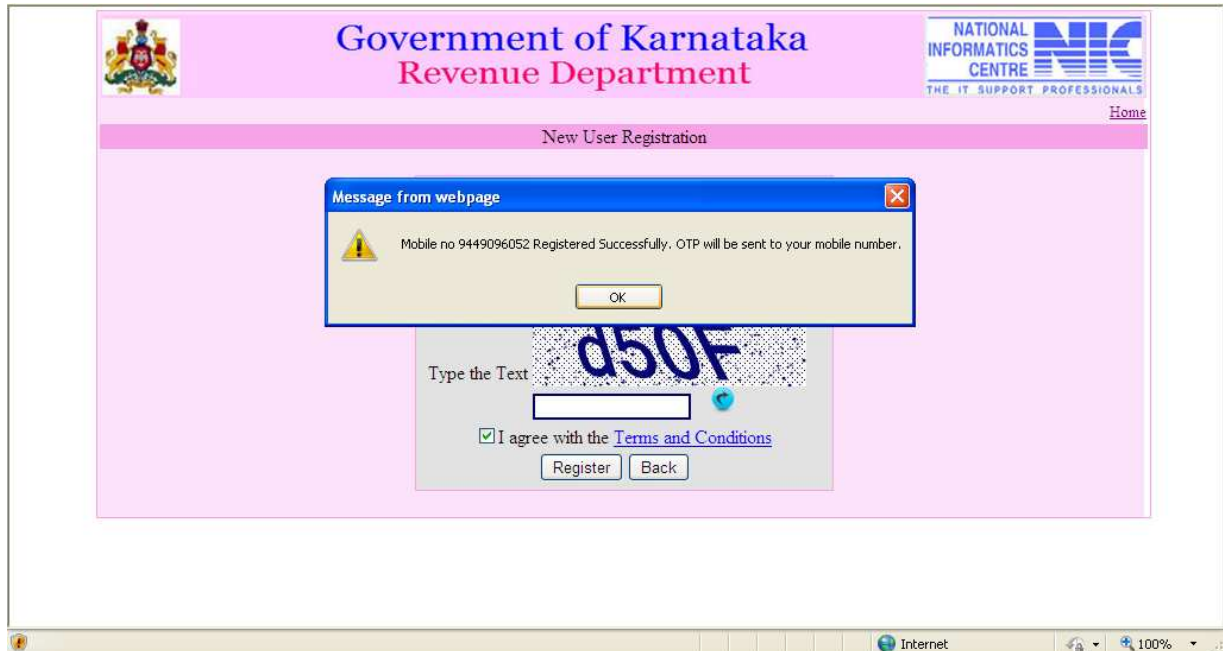 Government of Karnataka
Revenue Department
NATIONAL
INFORMATICS
CENTRE
NIC
THE IT SUPPORT PROFESSIONALS
Home
New User Registration
Message from webpage
Mobile no 9449096052 Registered Successfully. OTP will be sent to your mobile number.
OK
d50F
Type the Text
I agree with the Terms and Conditions
Register Back
Internet 100%